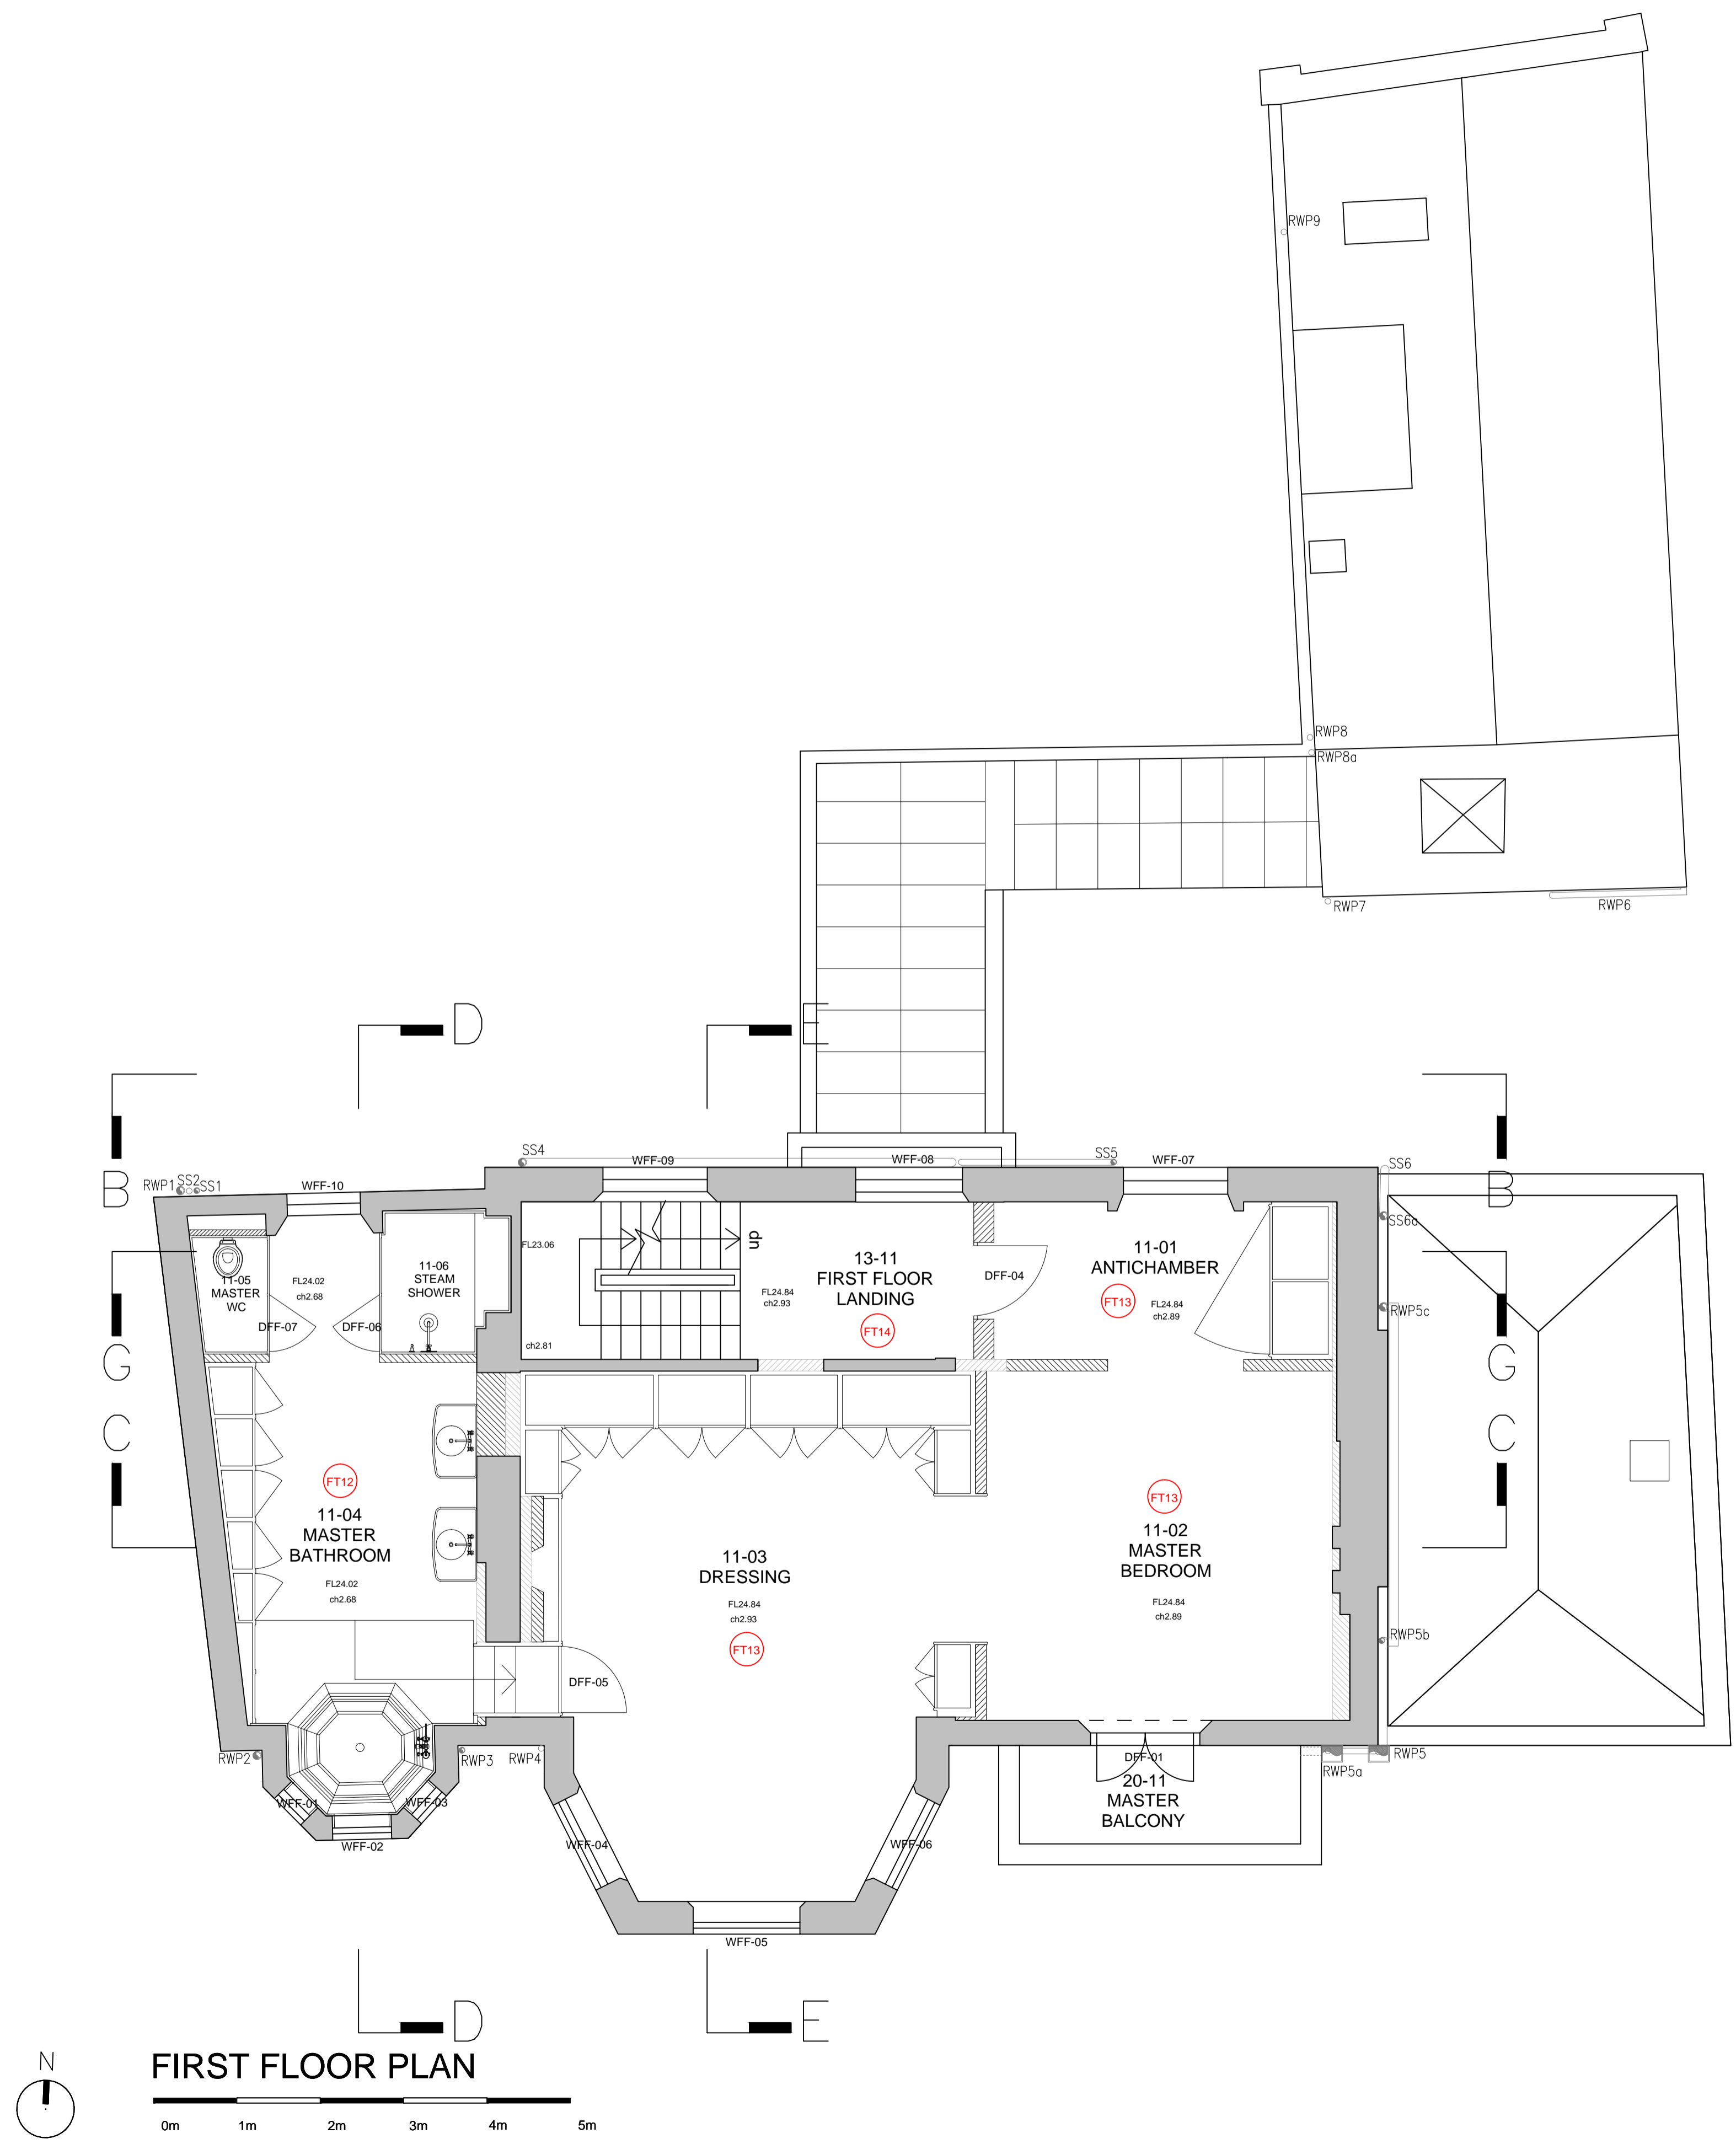 RWP9
RWP8
RWP8a
RWP7
RWP6
D
E
B
B
SS4
SS5
SS6
SS6a
RWP1
SS2
SS1
WFF-10
WFF-09
WFF-08
WFF-07
FL23.06
dn
11-05
MASTER
WC
FL24.02
ch2.68
11-06
STEAM
SHOWER
DFF-07
DFF-06
ch2.81
FL24.84
ch2.93
13-11
FIRST FLOOR
LANDING
FT14
DFF-04
11-01
ANTICHAMBER
FT13
FL24.84
ch2.89
RWP5c
G
G
C
C
FT12
11-04
MASTER
BATHROOM
FL24.02
ch2.68
11-03
DRESSING
FL24.84
ch2.93
FT13
FT13
11-02
MASTER
BEDROOM
FL24.84
ch2.89
RWP5b
DFF-05
RWP2
RWP3
RWP4
DFF-01
RWP5
RWP5a
20-11
MASTER
BALCONY
WFF-01
WFF-03
WFF-02
WFF-04
WFF-06
WFF-05
D
E
N
FIRST FLOOR PLAN
0m 1m 2m 3m 4m 5m